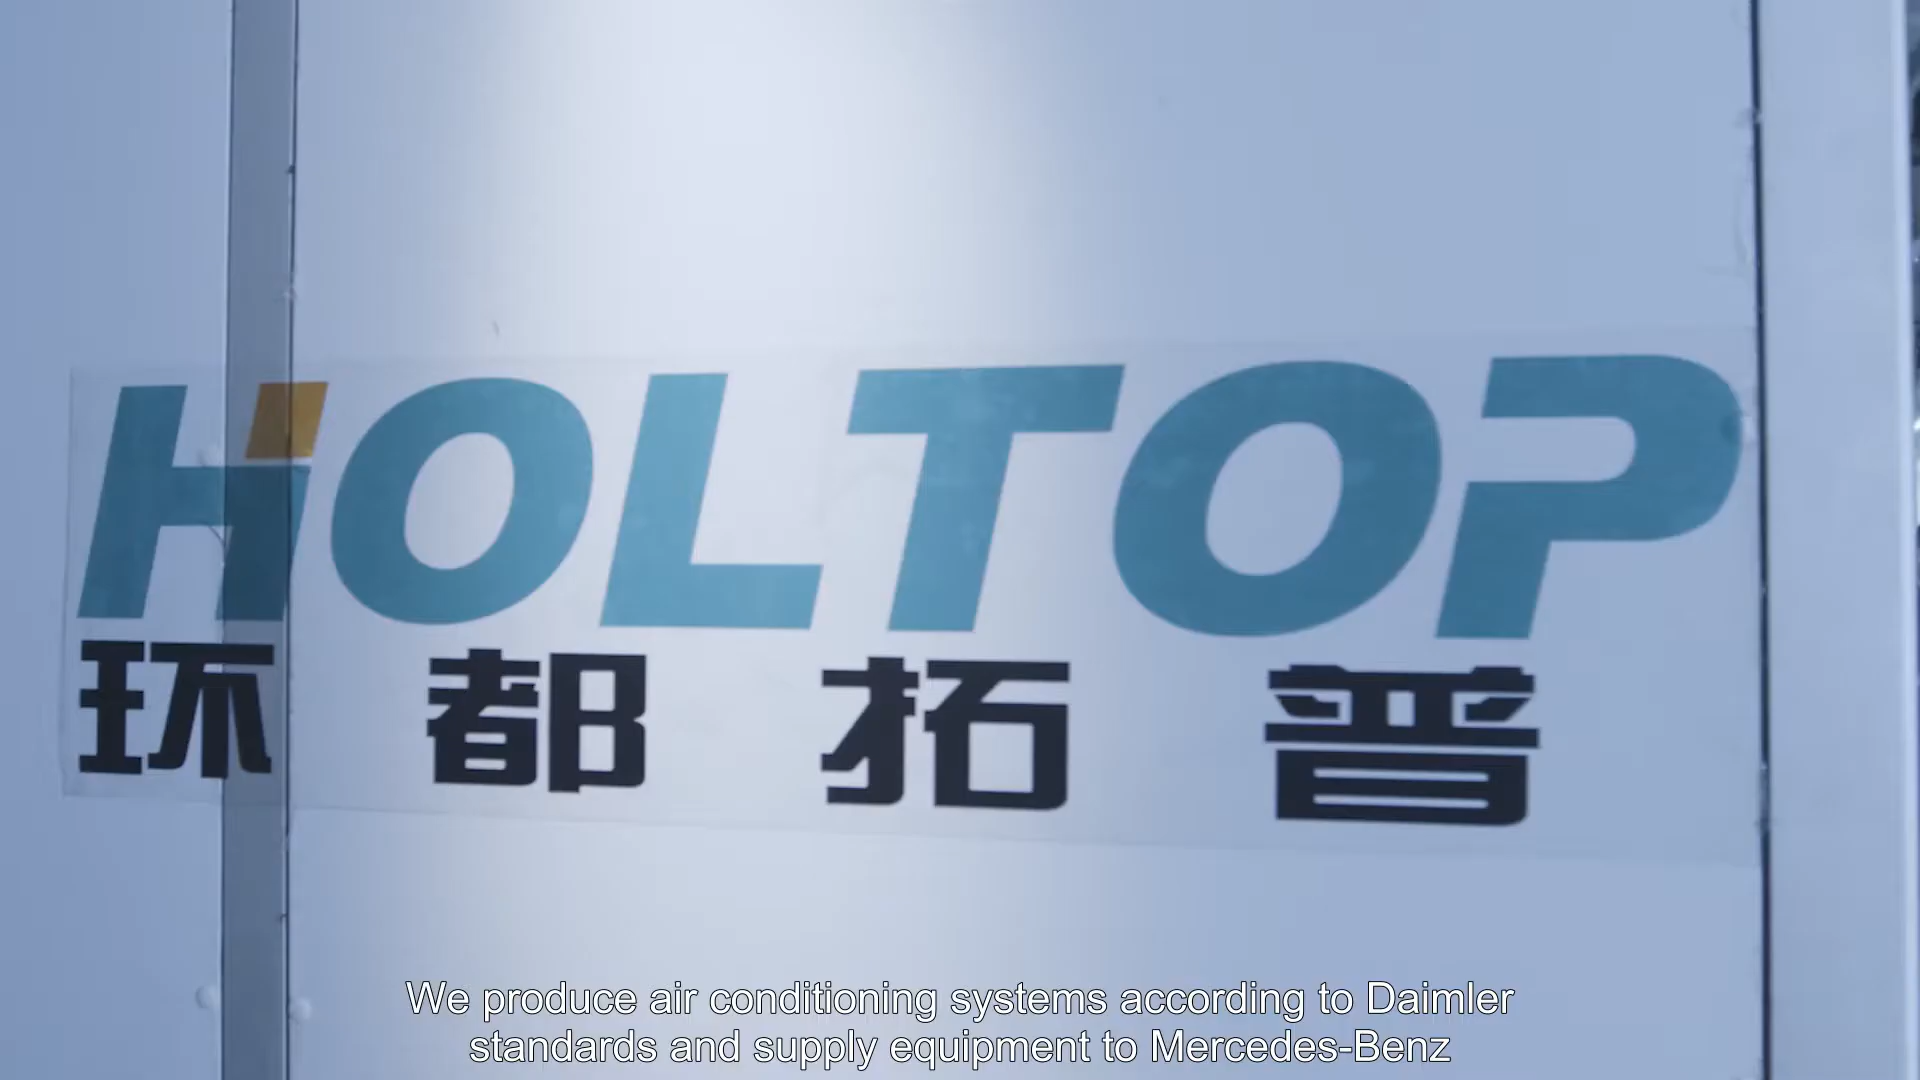 HOLTOP
环都拓普
We produce air conditioning systems according to Daimler
standards and supply equipment to Mercedes-Benz